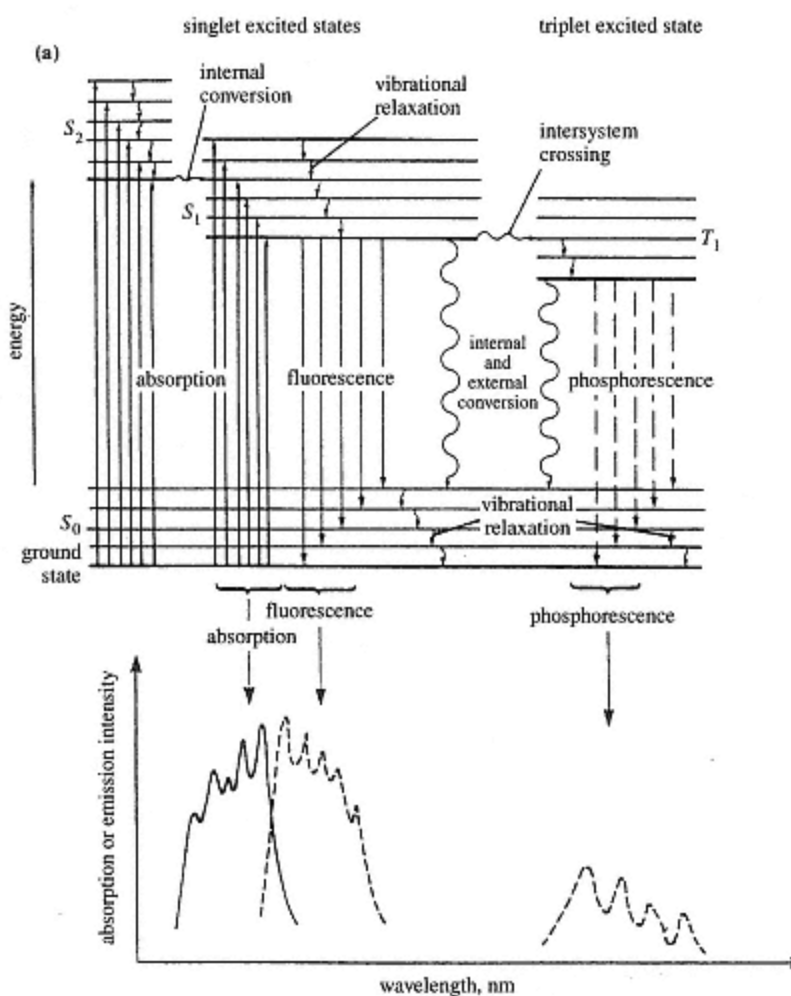 singlet excited states
triplet excited state
(a)
internal
conversion
vibrational
relaxation
intersystem
crossing
S2
S1
T1
energy
absorption
fluorescence
internal
and
external
conversion
phosphorescence
S0
ground
state
vibrational
relaxation
fluorescence
absorption
phosphorescence
absorption or emission intensity
wavelength, nm